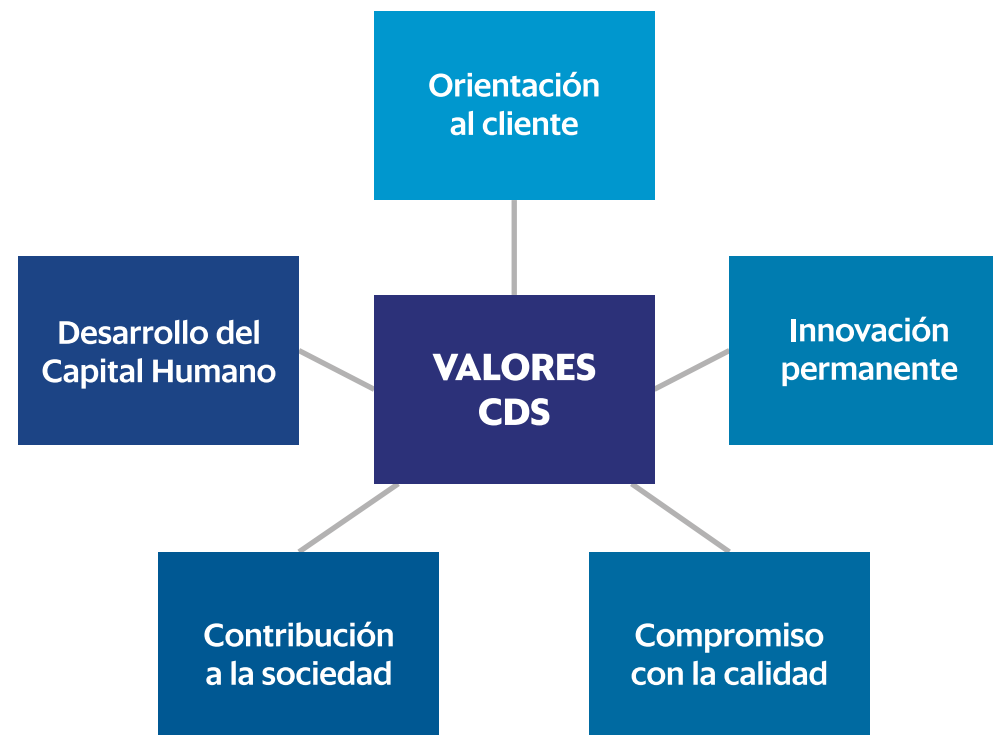 Orientación
al cliente
Desarrollo del
Capital Humano
VALORES
CDS
Innovación
permanente
Contribución
a la sociedad
Compromiso
con la calidad